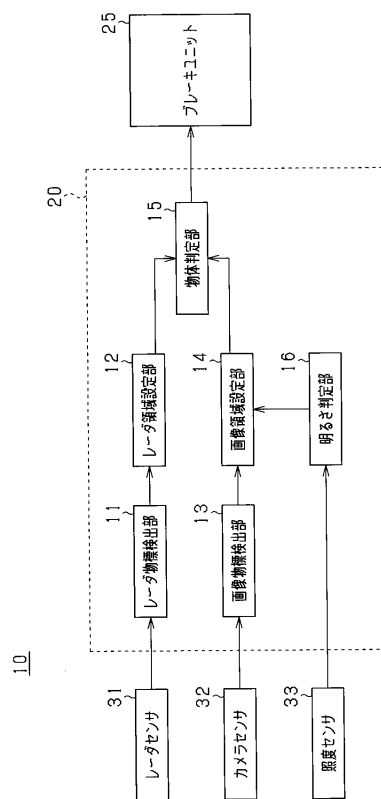 10
31
レーダセンサ
32
カメラセンサ
33
照度センサ
20
11
レーダ物標検出部
12
レーダ領域設定部
13
画像物標検出部
14
画像領域設定部
15
物体判定部
16
明るさ判定部
25
ブレーキユニット